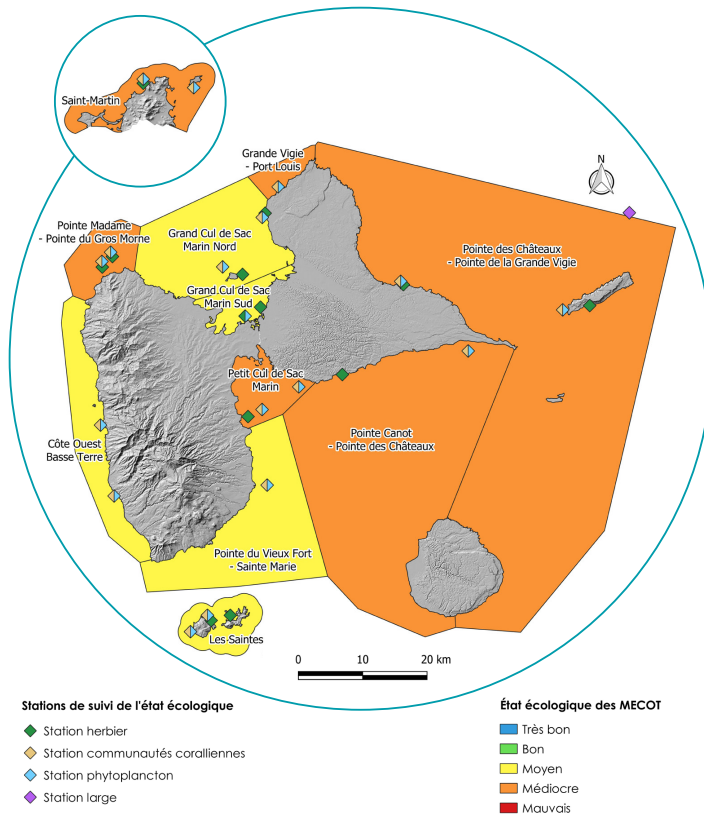 Saint-Martin
Grande Vigie
- Port Louis
N
Pointe Madame
- Pointe du Gros Morne
Grand Cul de Sac
Marin Nord
Pointe des Châteaux
- Pointe de la Grande Vigie
Grand Cul de Sac
Marin Sud
Petit Cul de Sac
Marin
Côte Ouest
Basse Terre
Pointe Canot
- Pointe des Châteaux
Pointe du Vieux Fort
- Sainte Marie
Les Saintes
0 10 20 km
Stations de suivi de l'état écologique
Station herbier
Station communautés coralliennes
Station phytoplancton
Station large
État écologique des MECOT
Très bon
Bon
Moyen
Médiocre
Mauvais